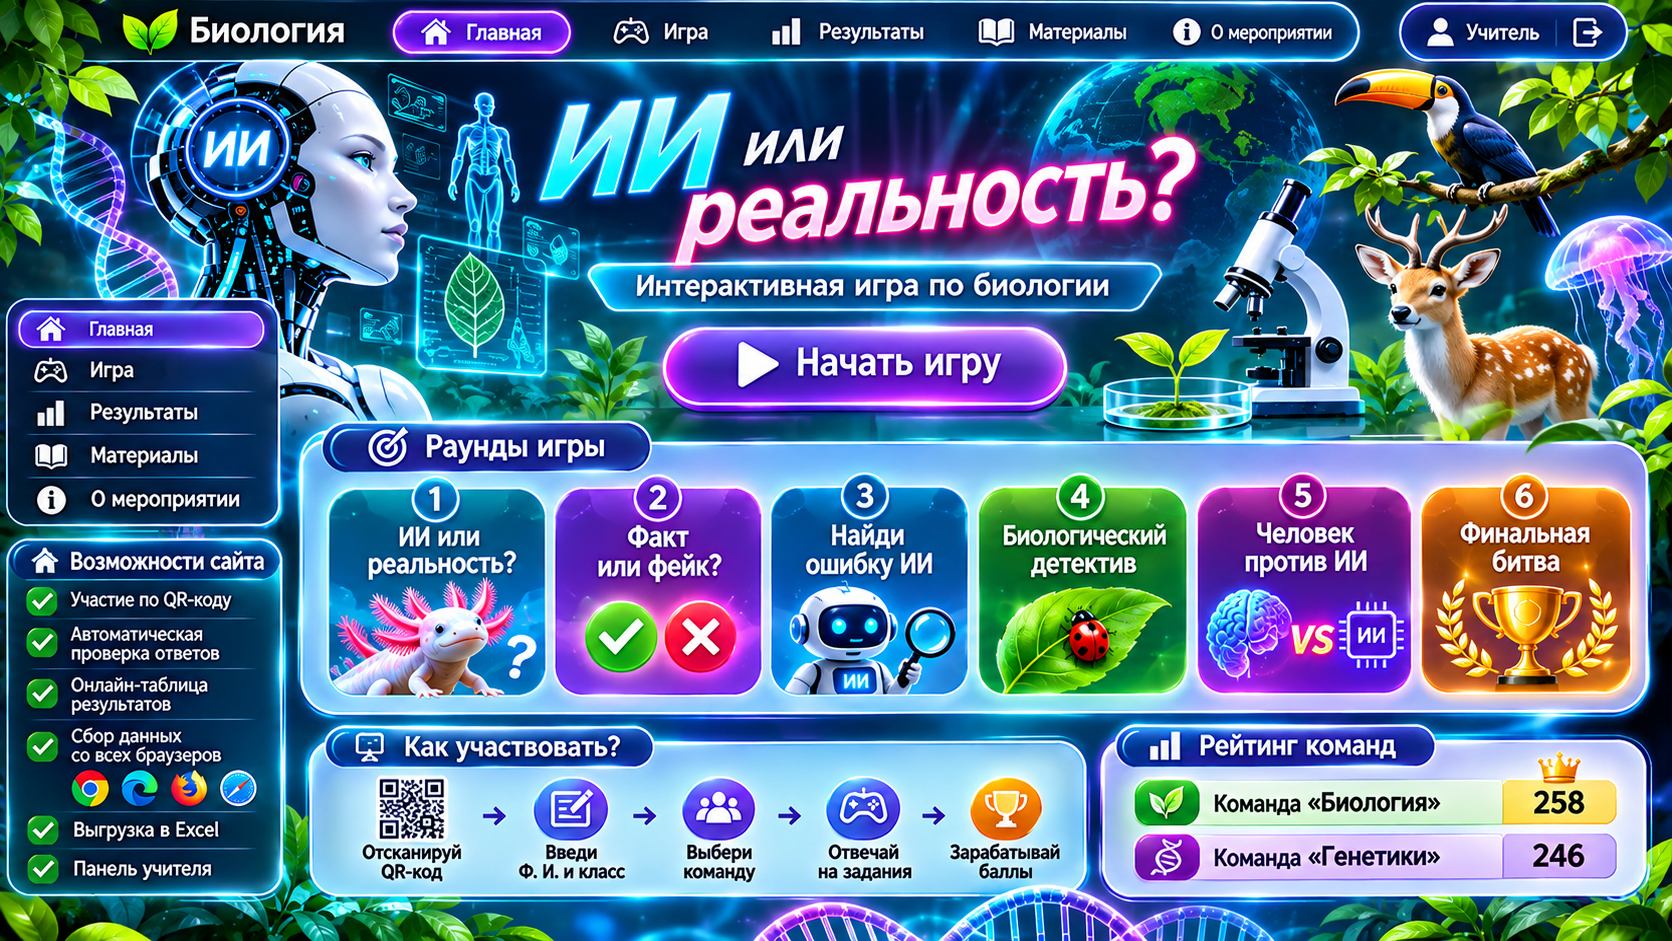 Биология
Главная
Игра
Результаты
Материалы
О мероприятии
Учитель
ИИ
ИИ или
реальность?
Интерактивная игра по биологии
Начать игру
Главная
Игра
Результаты
Материалы
О мероприятии
Возможности сайта
Участие по QR-коду
Автоматическая
проверка ответов
Онлайн-таблица
результатов
Сбор данных
со всех браузеров
Выгрузка в Excel
Панель учителя
Раунды игры
1
ИИ или
реальность?
?
2
Факт
или фейк?
3
Найди
ошибку ИИ
ИИ
4
Биологический
детектив
5
Человек
против ИИ
VS
ИИ
6
Финальная
битва
Как участвовать?
Отсканируй
QR-код
Введи
Ф. И. и класс
Выбери
команду
Отвечай
на задания
Зарабатывай
баллы
Рейтинг команд
Команда «Биология»
258
Команда «Генетики»
246